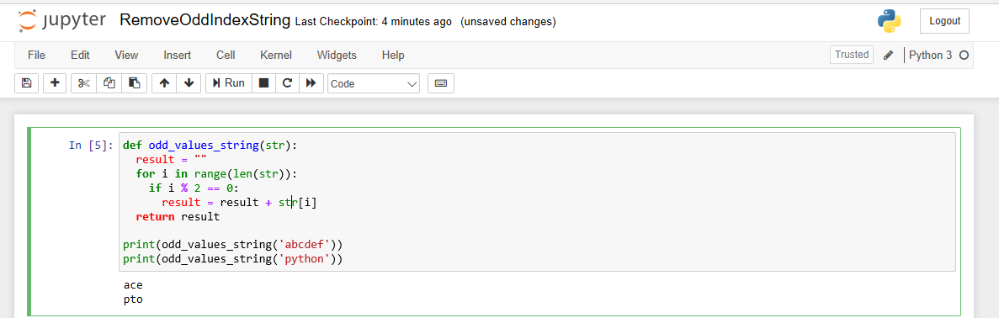 jupyter RemoveOddIndexString Last Checkpoint: 4 minutes ago (unsaved changes) Logout
File Edit View Insert Cell Kernel Widgets Help Trusted Python 3
Run Code
In [5]: def odd_values_string(str):
  result = ""
  for i in range(len(str)):
    if i % 2 == 0:
      result = result + str[i]
  return result

print(odd_values_string('abcdef'))
print(odd_values_string('python'))
ace
pto